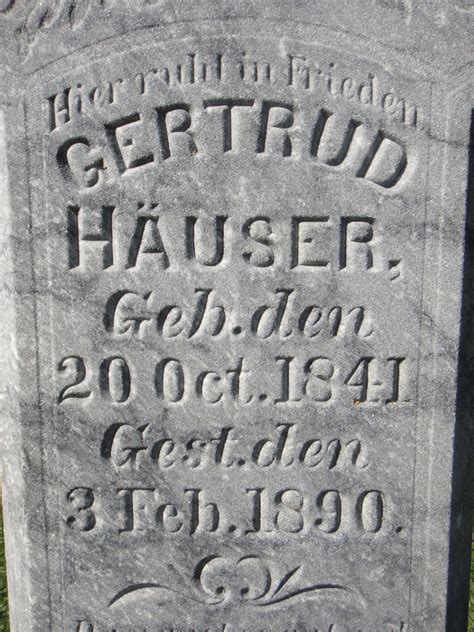 Hier ruht in Frieden
GERTRUD
HÄUSER,
Geb. den
20 Oct. 1841
Gest. den
3 Feb. 1890.